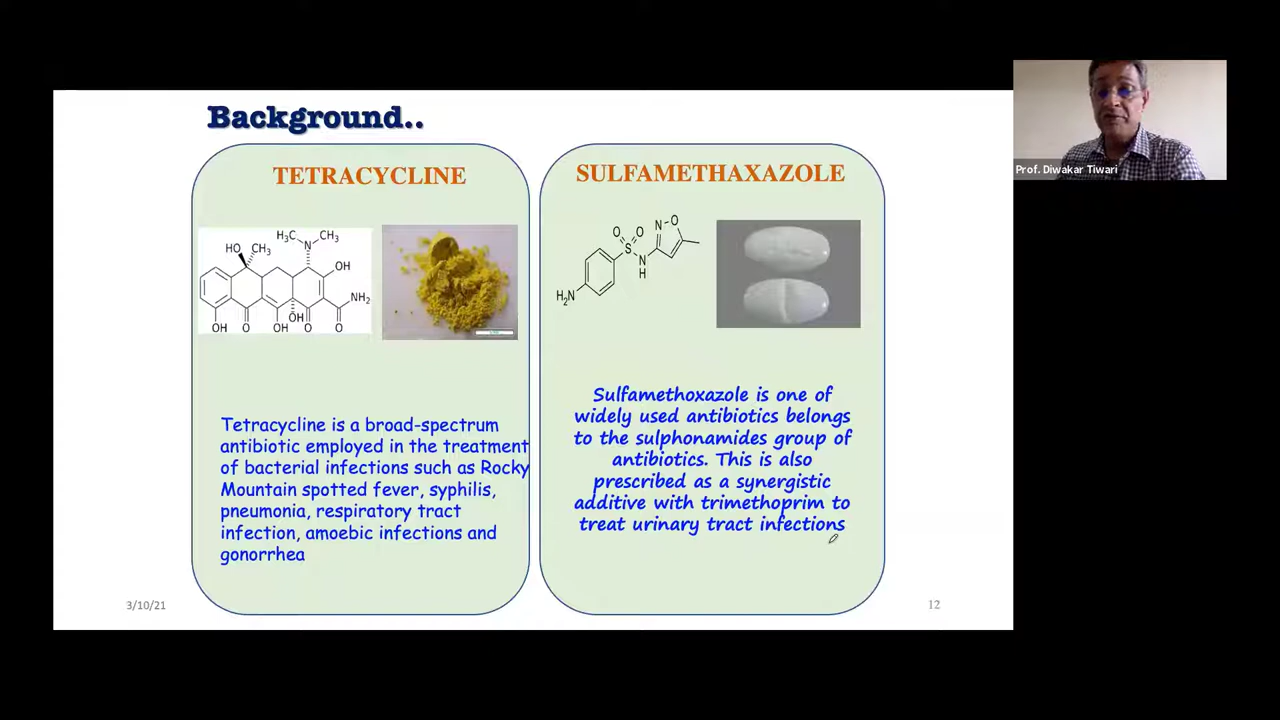 Background..
TETRACYCLINE
HO
CH3
H3C
CH3
N
OH
NH2
OH
O
OH
OH
O
O
Tetracycline is a broad-spectrum
antibiotic employed in the treatment
of bacterial infections such as Rocky
Mountain spotted fever, syphilis,
pneumonia, respiratory tract
infection, amoebic infections and
gonorrhea
SULFAMETHAXAZOLE
O
O
S
N
H
N
O
H2N
Sulfamethoxazole is one of
widely used antibiotics belongs
to the sulphonamides group of
antibiotics. This is also
prescribed as a synergistic
additive with trimethoprim to
treat urinary tract infections
3/10/21
12
Prof. Diwakar Tiwari